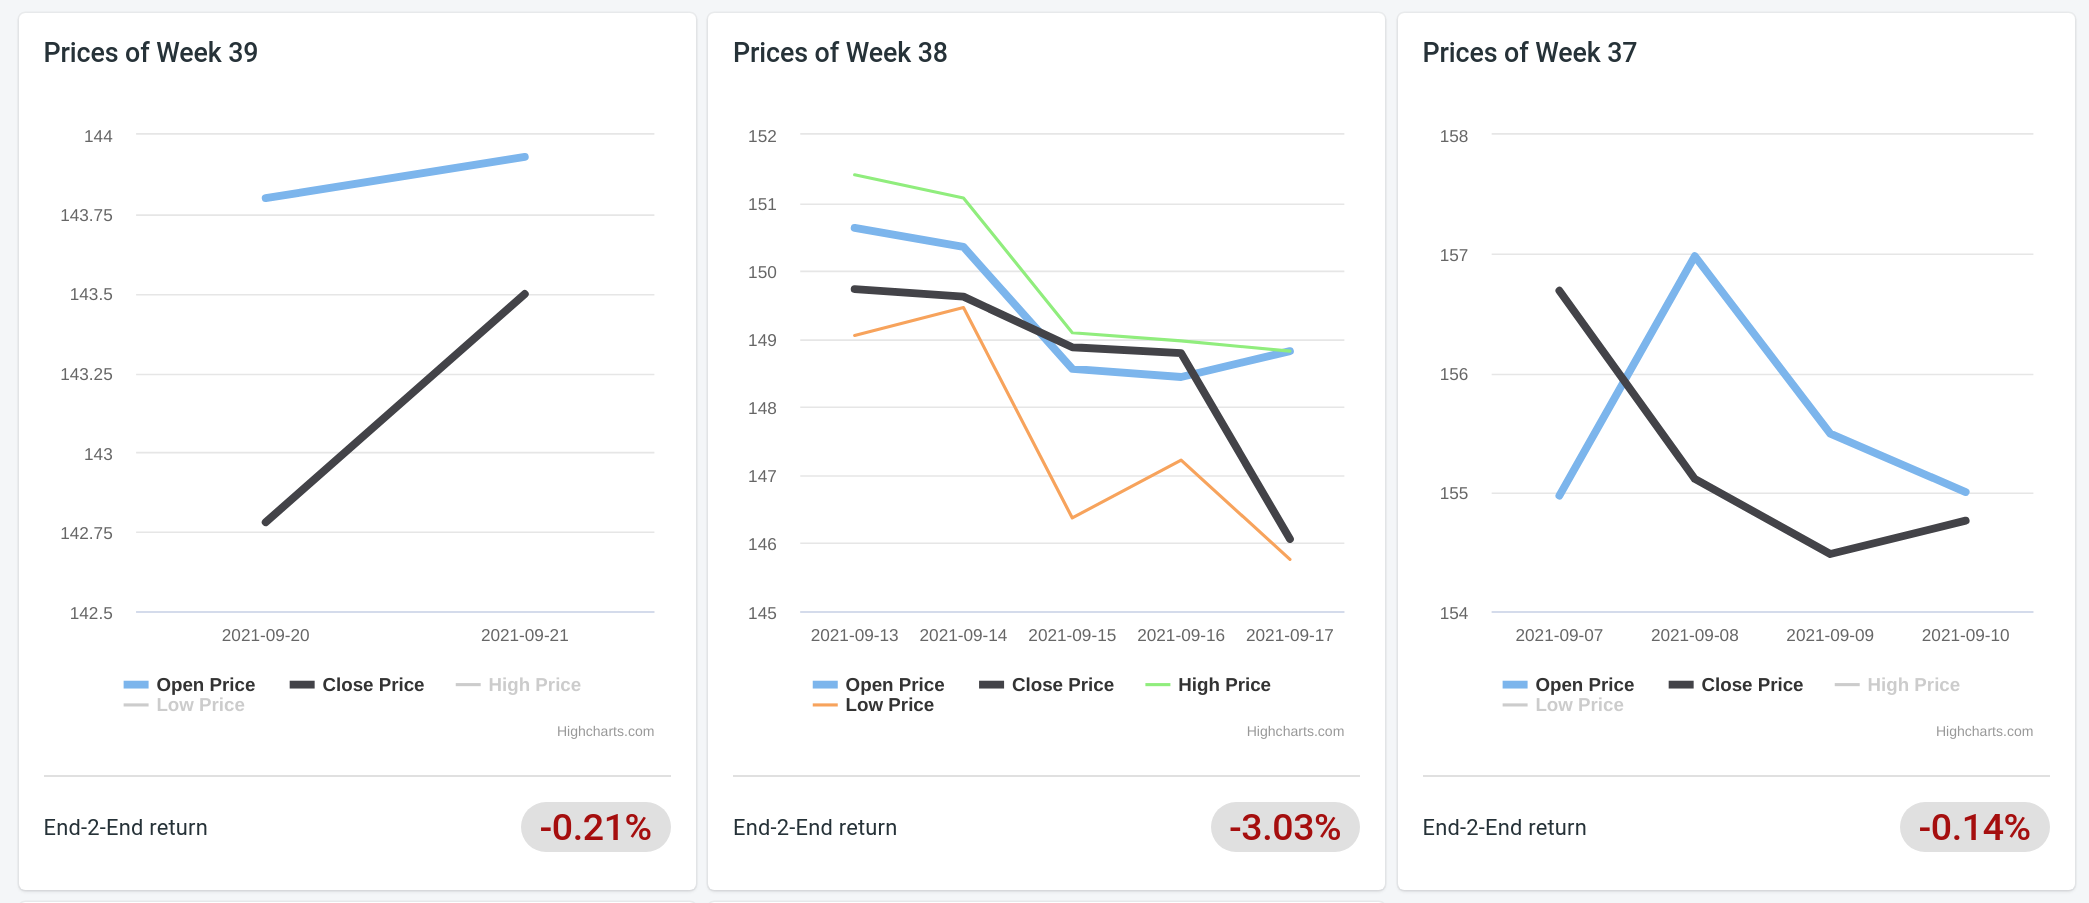 Prices of Week 39
144
143.75
143.5
143.25
143
142.75
142.5
2021-09-20 2021-09-21
Open Price Close Price High Price
Low Price
Highcharts.com
End-2-End return -0.21%
Prices of Week 38
152
151
150
149
148
147
146
145
2021-09-13 2021-09-14 2021-09-15 2021-09-16 2021-09-17
Open Price Close Price High Price
Low Price
Highcharts.com
End-2-End return -3.03%
Prices of Week 37
158
157
156
155
154
2021-09-07 2021-09-08 2021-09-09 2021-09-10
Open Price Close Price High Price
Low Price
Highcharts.com
End-2-End return -0.14%